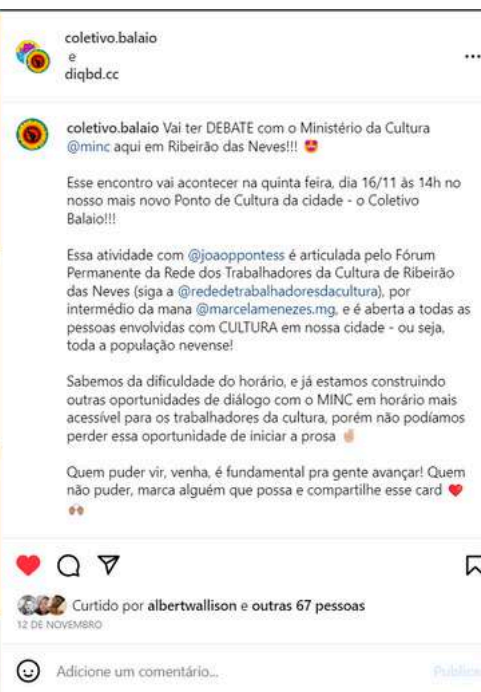 coletivo.balaio
e
diqbd.cc
coletivo.balaio Vai ter DEBATE com o Ministério da Cultura
@minc aqui em Ribeirão das Neves!!! 🤩
Esse encontro vai acontecer na quinta feira, dia 16/11 às 14h no
nosso mais novo Ponto de Cultura da cidade - o Coletivo
Balaio!!!
Essa atividade com @joaoppontess é articulada pelo Fórum
Permanente da Rede dos Trabalhadores da Cultura de Ribeirão
das Neves (siga a @rededetrabalhadoresdacultura), por
intermédio da mana @marcelamenezes.mg, e é aberta a todas as
pessoas envolvidas com CULTURA em nossa cidade - ou seja,
toda a população nevense!
Sabemos da dificuldade do horário, e já estamos construindo
outras oportunidades de diálogo com o MINC em horário mais
acessível para os trabalhadores da cultura, porém não podíamos
perder essa oportunidade de iniciar a prosa ✌🏼
Quem puder vir, venha, é fundamental pra gente avançar! Quem
não puder, marca alguém que possa e compartilhe esse card ❤️
🙌🏽
Curtido por albertwallison e outras 67 pessoas
12 DE NOVEMBRO
Adicione um comentário...
Publicar